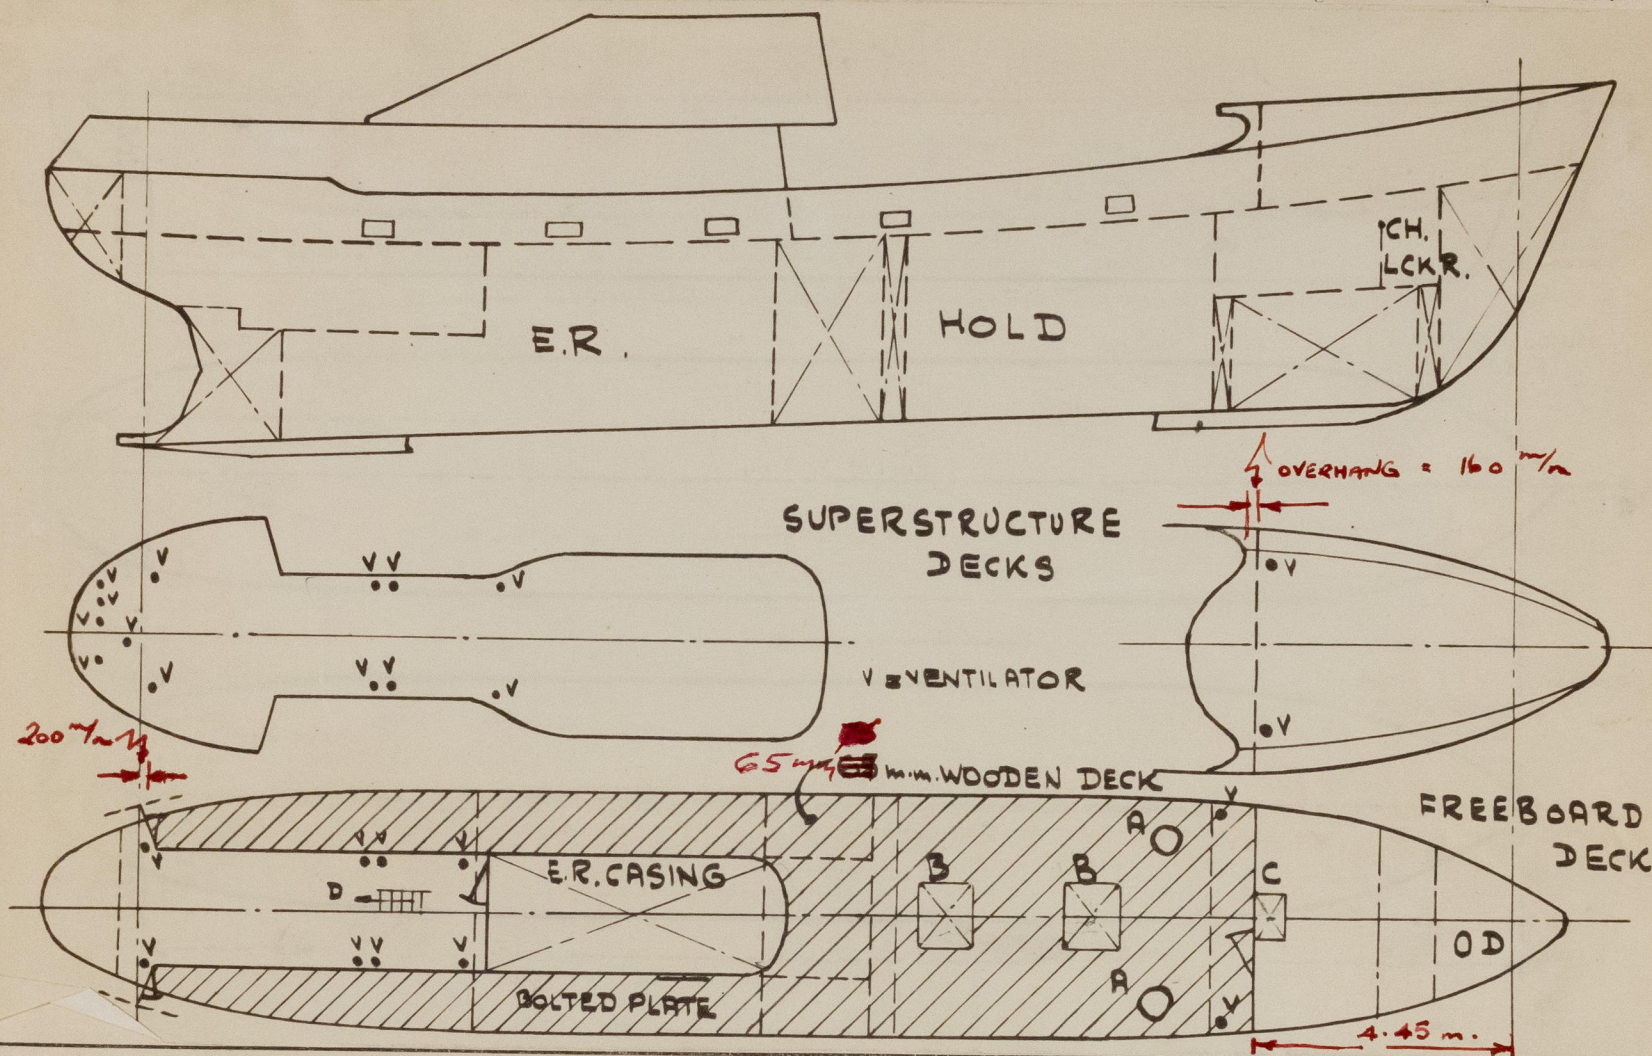 CH.
LCKR.
E.R.
HOLD
OVERHANG = 160 m/m
SUPERSTRUCTURE
DECKS
V V V
V V V
V V V
V
V V
V V V V
V = VENTILATOR
V
200 m/m
65 m/m m.m. WOODEN DECK
FREEBOARD
DECK
V
A
V V V V
E.R. CASING
B B C
D
OD
V V V V
A
BOLTED PLATE
V
4.45 m.